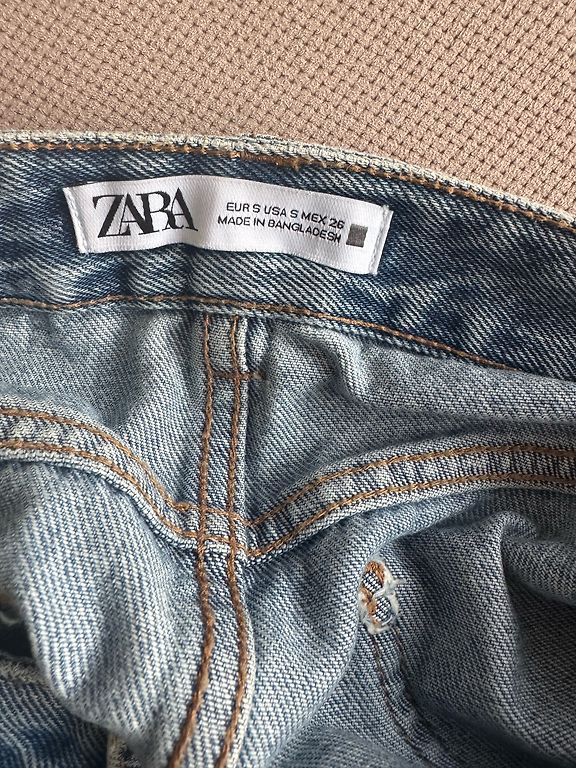 ZARA
EUR S USA S MEX 26
MADE IN BANGLADESH